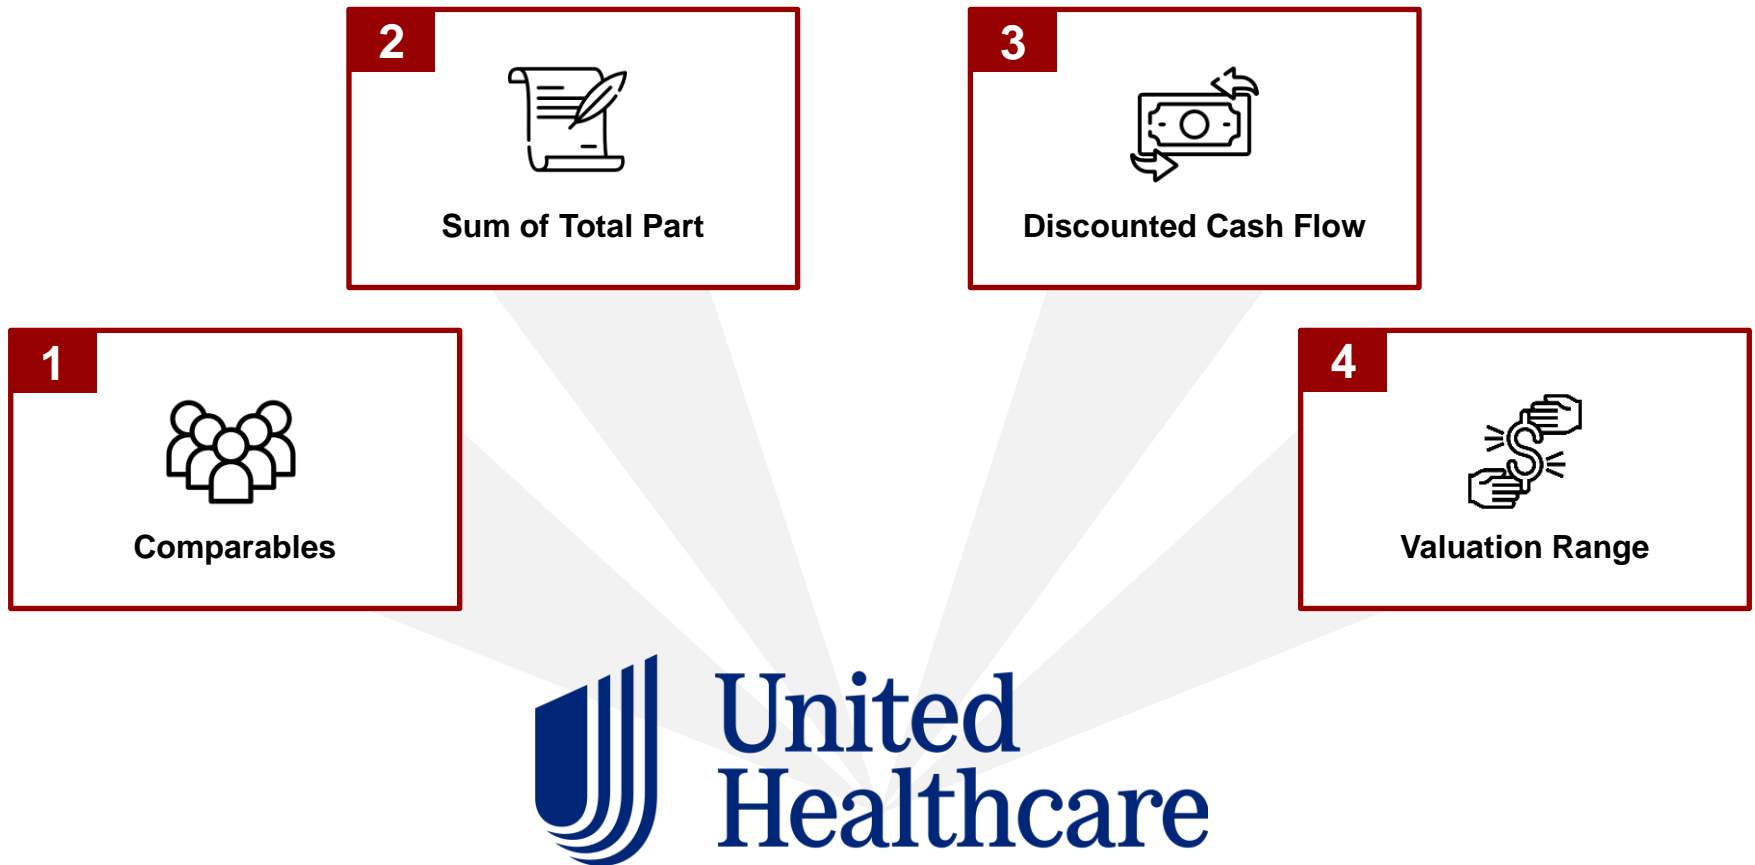 2
Sum of Total Part
3
Discounted Cash Flow
1
Comparables
4
Valuation Range
United
Healthcare